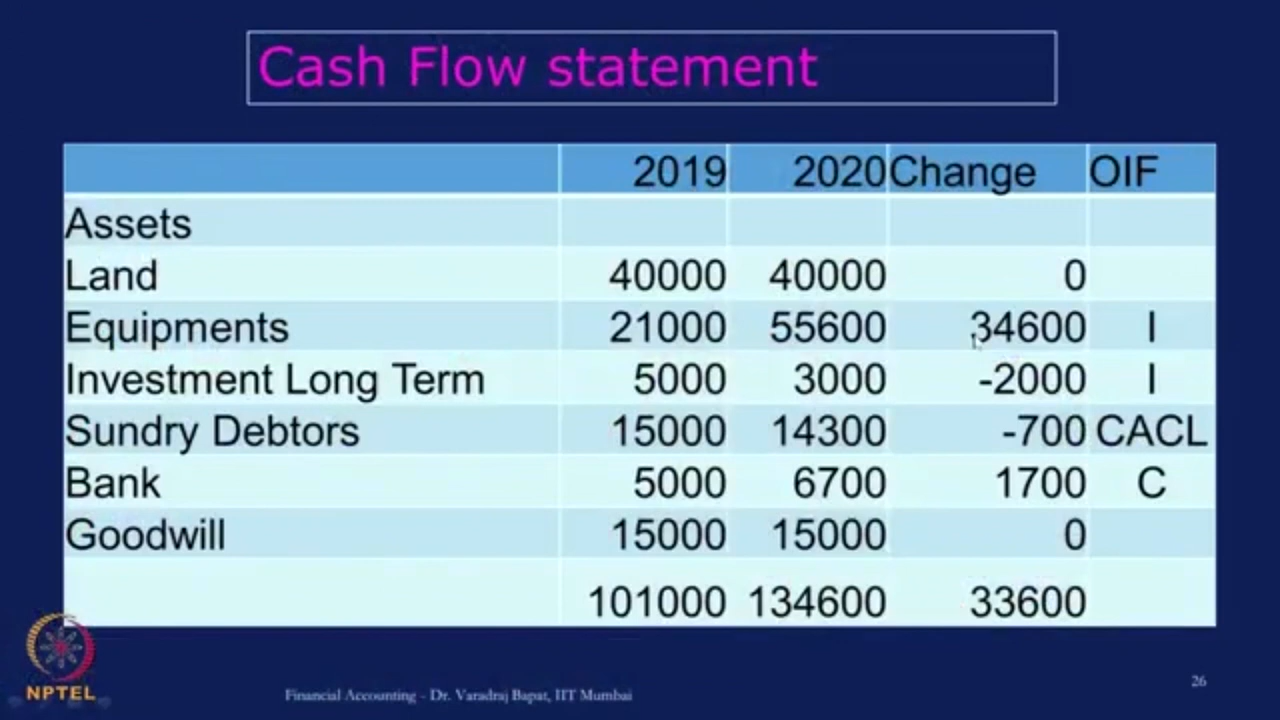 Cash Flow statement
2019 2020 Change OIF
Assets
Land 40000 40000 0
Equipments 21000 55600 34600 I
Investment Long Term 5000 3000 -2000 I
Sundry Debtors 15000 14300 -700 CACL
Bank 5000 6700 1700 C
Goodwill 15000 15000 0
101000 134600 33600
NPTEL
Financial Accounting - Dr. Varadraj Bapat, IIT Mumbai
26